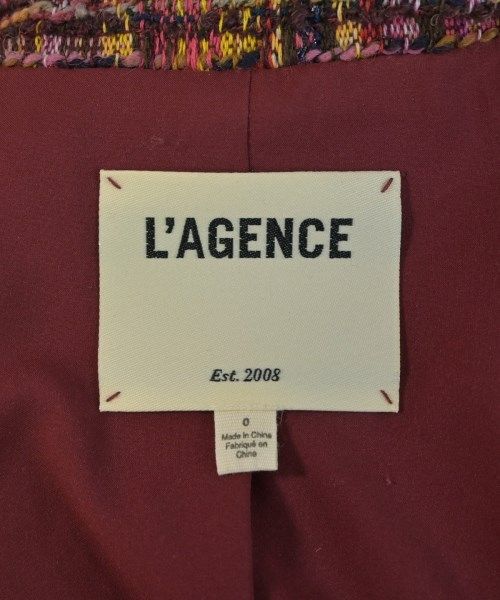 L'AGENCE
Est. 2008
0
Made in China
Fabriqué en
Chine